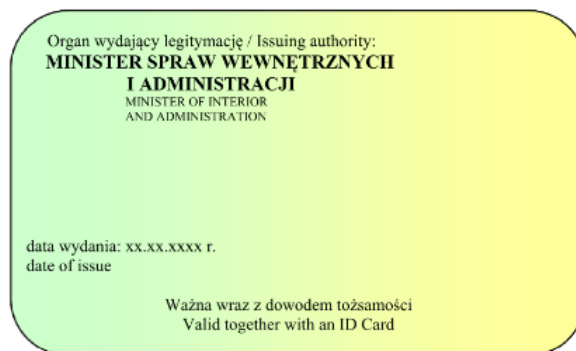 Organ wydający legitymację / Issuing authority:
MINISTER SPRAW WEWNĘTRZNYCH
I ADMINISTRACJI
MINISTER OF INTERIOR
AND ADMINISTRATION
data wydania: xx.xx.xxxx r.
date of issue
Ważna wraz z dowodem tożsamości
Valid together with an ID Card